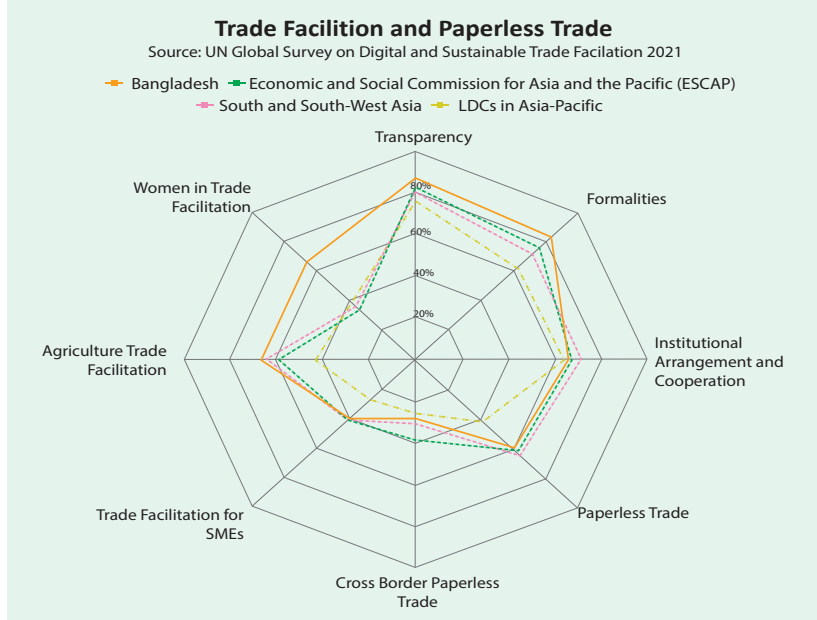 Trade Facilition and Paperless Trade
Source: UN Global Survey on Digital and Sustainable Trade Facilation 2021
Bangladesh Economic and Social Commission for Asia and the Pacific (ESCAP)
South and South-West Asia LDCs in Asia-Pacific
Transparency
80%
60%
40%
20%
Formalities
Institutional
Arrangement and
Cooperation
Paperless Trade
Cross Border Paperless
Trade
Trade Facilitation for
SMEs
Agriculture Trade
Facilitation
Women in Trade
Facilitation